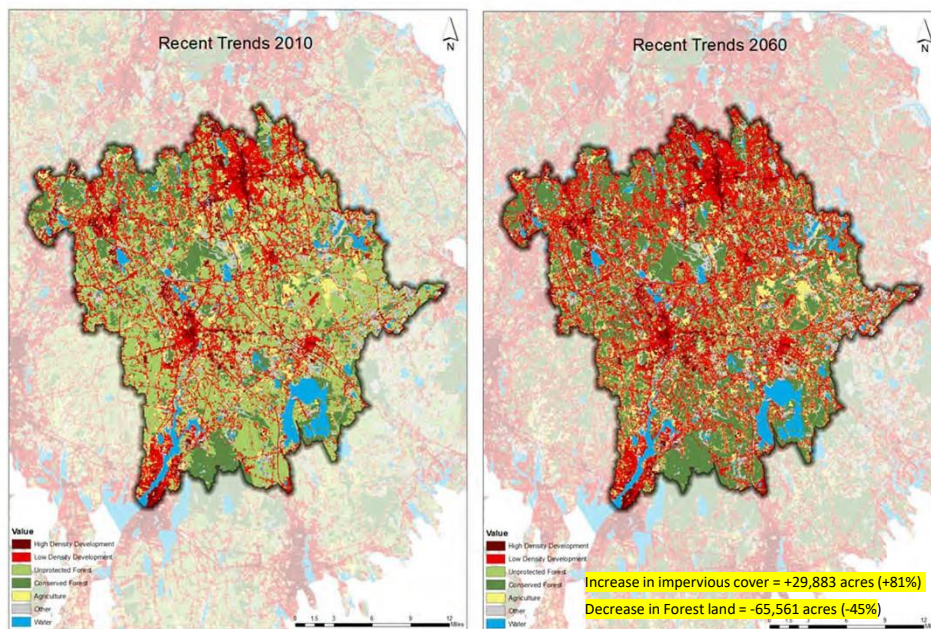 Recent Trends 2010
N
Value
High Density Development
Low Density Development
Unprotected Forest
Conserved Forest
Agriculture
Other
Water
Miles
Recent Trends 2060
N
Value
High Density Development
Low Density Development
Unprotected Forest
Conserved Forest
Agriculture
Other
Water
Increase in impervious cover = +29,883 acres (+81%)
Decrease in Forest land = -65,561 acres (-45%)